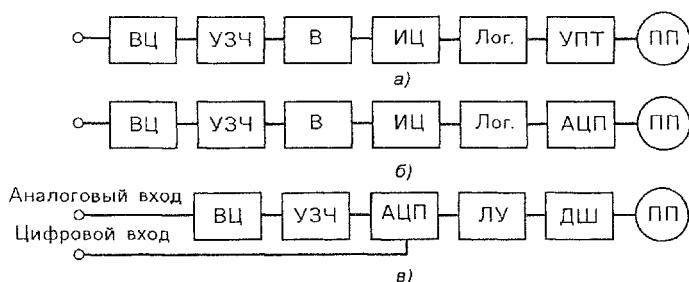 ВЦ УЗЧ В ИЦ Лог. УПТ ПП
а)
ВЦ УЗЧ В ИЦ Лог. АЦП ПП
б)
Аналоговый вход
ВЦ УЗЧ АЦП ЛУ ДШ ПП
Цифровой вход
в)